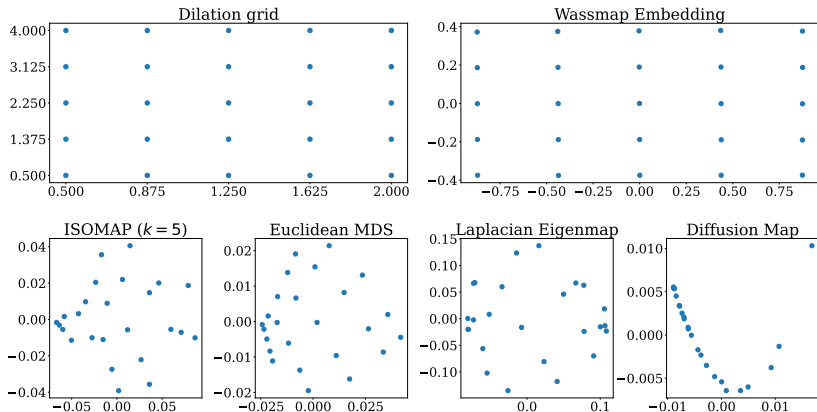 Dilation grid
4.000
3.125
2.250
1.375
0.500
0.500 0.875 1.250 1.625 2.000
Wassmap Embedding
0.4
0.2
0.0
−0.2
−0.4
−0.75 −0.50 −0.25 0.00 0.25 0.50 0.75
ISOMAP (k = 5)
0.04
0.02
0.00
−0.02
−0.04
−0.05 0.00 0.05
Euclidean MDS
0.02
0.01
0.00
−0.01
−0.02
−0.025 0.000 0.025
Laplacian Eigenmap
0.15
0.10
0.05
0.00
−0.05
−0.10
0.0 0.1
Diffusion Map
0.010
0.005
0.000
−0.005
−0.01 0.00 0.01